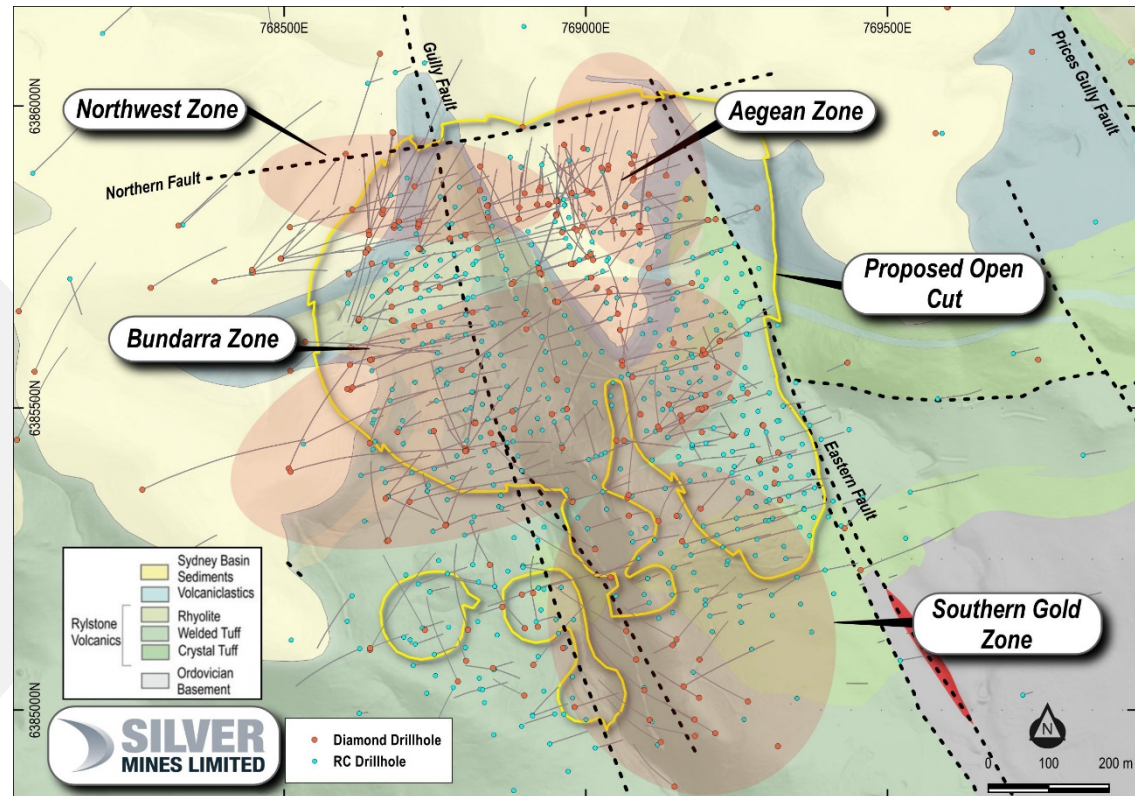 768500E
769000E
769500E
6386000N
6385500N
6385000N
Gully Fault
Prices Gully Fault
Northwest Zone
Aegean Zone
Northern Fault
Proposed Open
Cut
Bundarra Zone
Eastern Fault
Southern Gold
Zone
Sydney Basin
Sediments
Volcaniclastics
Rylstone
Volcanics
Rhyolite
Welded Tuff
Crystal Tuff
Ordovician
Basement
SILVER
MINES LIMITED
Diamond Drillhole
RC Drillhole
N
0 100 200 m